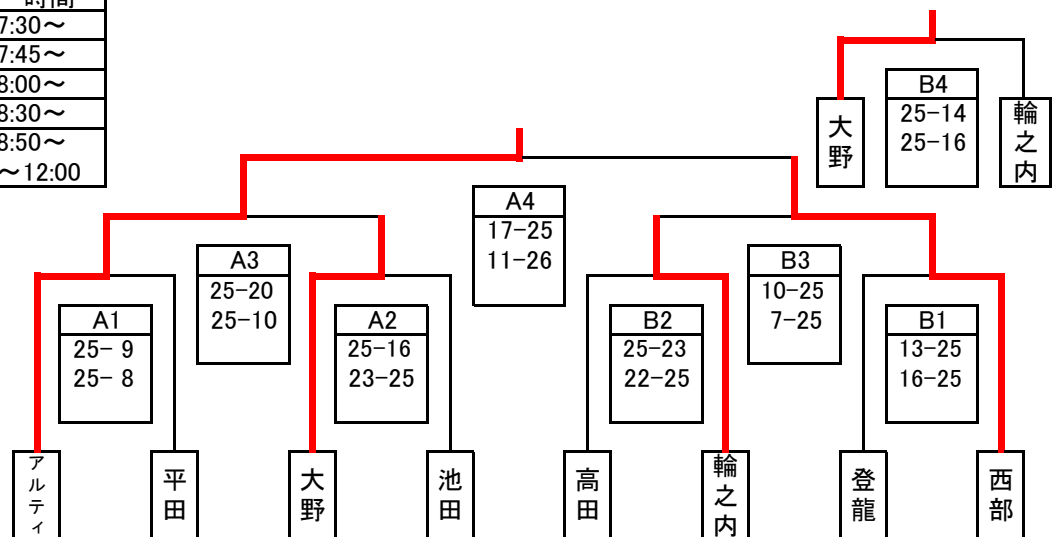 時間
7:30～
7:45～
8:00～
8:30～
8:50～
～12:00
B4
25-14
25-16
大野
輪之内
A4
17-25
11-26
A3
25-20
25-10
B3
10-25
7-25
A1
25- 9
25- 8
A2
25-16
23-25
B2
25-23
22-25
B1
13-25
16-25
アルティ
平田
大野
池田
高田
輪之内
登龍
西部